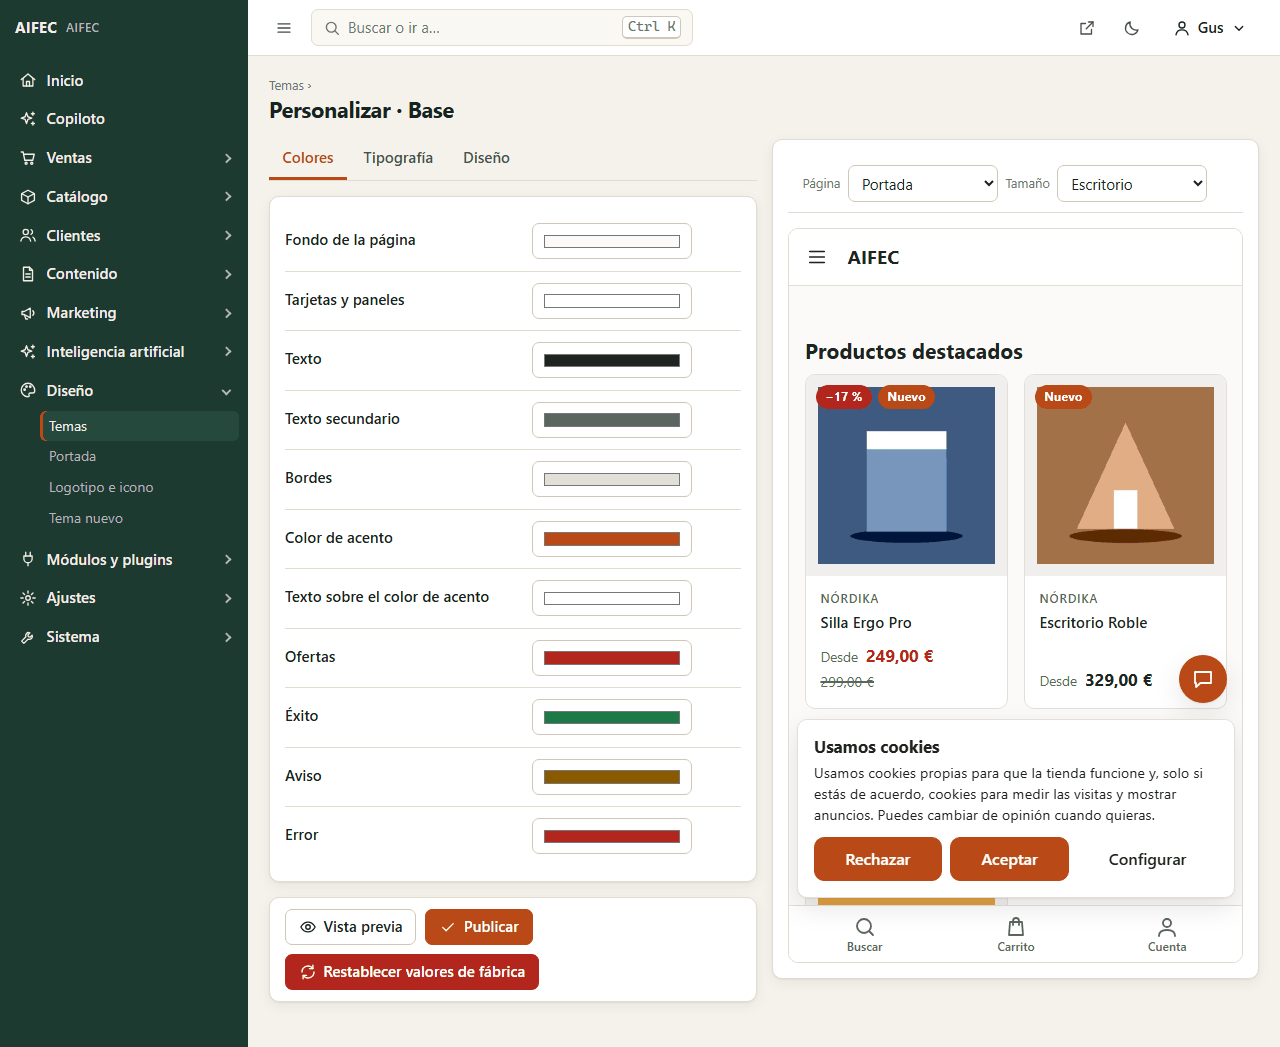 AIFEC AIFEC
Buscar o ir a...
Ctrl K
Gus
Inicio
Copiloto
Ventas
Catálogo
Clientes
Contenido
Marketing
Inteligencia artificial
Diseño
Temas
Portada
Logotipo e icono
Tema nuevo
Módulos y plugins
Ajustes
Sistema
Temas ›
Personalizar · Base
Colores
Tipografía
Diseño
Fondo de la página
Tarjetas y paneles
Texto
Texto secundario
Bordes
Color de acento
Texto sobre el color de acento
Ofertas
Éxito
Aviso
Error
Vista previa
Publicar
Restablecer valores de fábrica
Página
Portada
Tamaño
Escritorio
AIFEC
Productos destacados
−17 %
Nuevo
NÓRDIKA
Silla Ergo Pro
Desde 249,00 €
299,00 €
Nuevo
NÓRDIKA
Escritorio Roble
Desde 329,00 €
Usamos cookies
Usamos cookies propias para que la tienda funcione y, solo si
estás de acuerdo, cookies para medir las visitas y mostrar
anuncios. Puedes cambiar de opinión cuando quieras.
Rechazar
Aceptar
Configurar
Buscar
Carrito
Cuenta